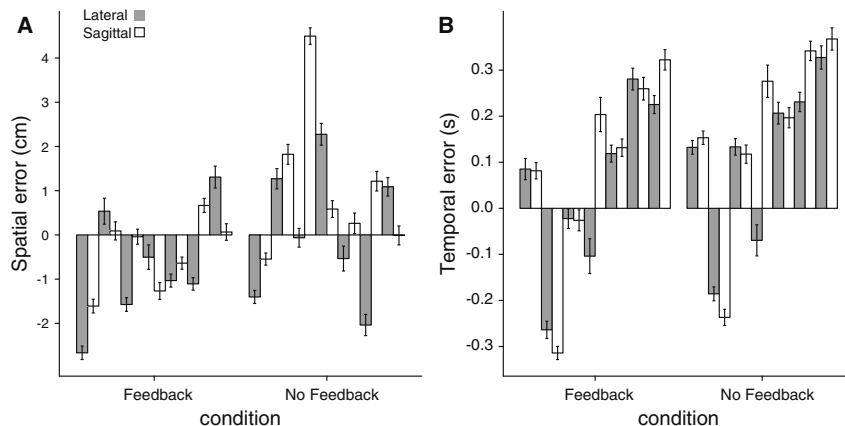 A
Lateral
Sagittal
Spatial error (cm)
4
3
2
1
0
-1
-2
Feedback
No Feedback
condition
B
Temporal error (s)
0.3
0.2
0.1
0.0
-0.1
-0.2
-0.3
Feedback
No Feedback
condition